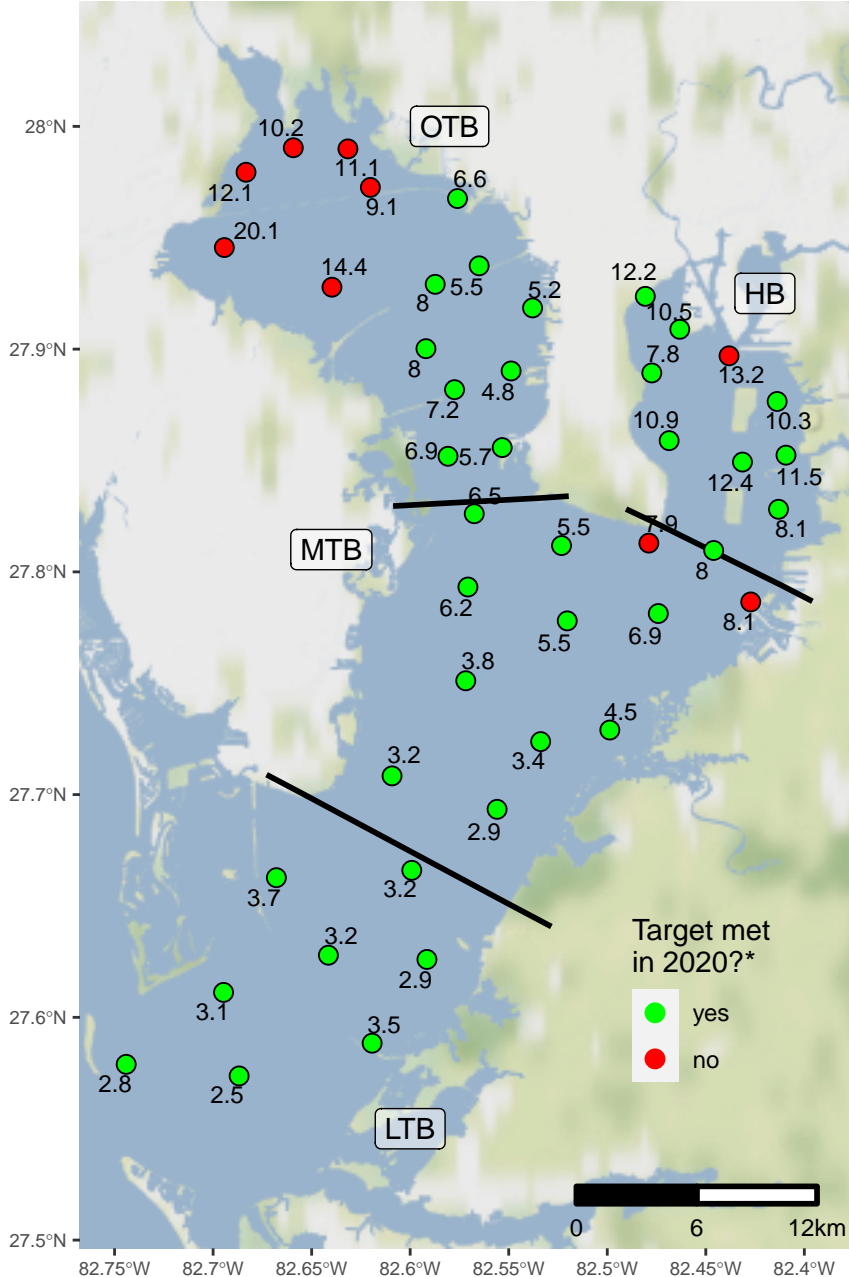 28°N
27.9°N
27.8°N
27.7°N
27.6°N
27.5°N
10.2
OTB
11.1
12.1
9.1
6.6
20.1
14.4
8
5.5
5.2
12.2
10.5
HB
8
7.2
4.8
7.8
13.2
10.9
10.3
6.9
5.7
12.4
11.5
6.5
7.9
8.1
MTB
5.5
8
6.2
5.5
6.9
8.1
3.8
3.2
3.4
4.5
2.9
3.7
3.2
3.2
2.9
3.1
3.5
2.8
2.5
LTB
Target met
in 2020?*
yes
no
0 6 12km
82.75°W 82.7°W 82.65°W 82.6°W 82.55°W 82.5°W 82.45°W 82.4°W